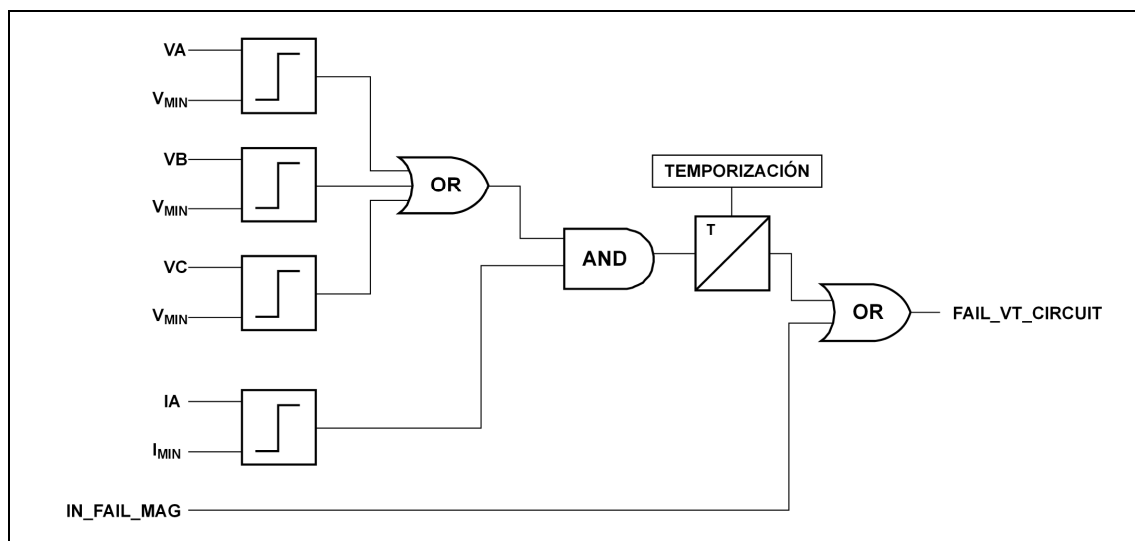 VA
VMIN
VB
VMIN
VC
VMIN
OR
TEMPORIZACIÓN
T
AND
OR
FAIL_VT_CIRCUIT
IA
IMIN
IN_FAIL_MAG